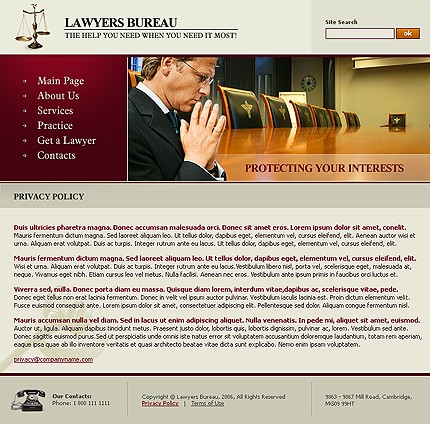 LAWYERS BUREAU
THE HELP YOU NEED WHEN YOU NEED IT MOST!
Site Search
ok
Main Page
About Us
Services
Practice
Get a Lawyer
Contacts
PROTECTING YOUR INTERESTS
PRIVACY POLICY
Duis ultricies pharetra magna. Donec accumsan malesuada orci. Donec sit amet eros. Lorem ipsum dolor sit amet, conelit.
Mauris fermentum dictum magna. Sed laoreet aliquam leo. Ut tellus dolor, dapibus eget, elementum vel, cursus eleifend, elit. Aenean auctor wisi et
urna. Aliquam erat volutpat. Duis ac turpis. Integer rutrum ante eu lacus. Ut tellus dolor, dapibus eget, elementum vel, cursus eleifend, elit.
Mauris fermentum dictum magna. Sed laoreet aliquam leo. Ut tellus dolor, dapibus eget, elementum vel, cursus eleifend, elit.
Wisi et urna. Aliquam erat volutpat. Duis ac turpis. Integer rutrum ante eu lacus.Vestibulum libero nisl, porta vel, scelerisque eget, malesuada at,
neque. Vivamus eget nibh. Etiam cursus leo vel metus. Nulla facilisi. Aenean nec eros. Vestibulum ante ipsum primis in faucibus orci luctus et.
Wverra sed, nulla. Donec porta diam eu massa. Quisque diam lorem, interdum vitae,dapibus ac, scelerisque vitae, pede.
Donec eget tellus non erat lacinia fermentum. Donec in velit vel ipsum auctor pulvinar. Vestibulum iaculis lacinia est. Proin dictum elementum velit.
Fusce euismod consequat ante. Lorem ipsum dolor sit amet, consectetuer adipiscing elit. Pellentesque sed dolor. Aliquam congue fermentum nisl.
Mauris accumsan nulla vel diam. Sed in lacus ut enim adipiscing aliquet. Nulla venenatis. In pede mi, aliquet sit amet, euismod.
Auctor ut, ligula. Aliquam dapibus tincidunt metus. Praesent justo dolor, lobortis quis, lobortis dignissim, pulvinar ac, lorem. Vestibulum sed ante.
Donec sagittis euismod purus.Sed ut perspiciatis unde omnis iste natus error sit voluptatem accusantium doloremque laudantium, totam rem aperiam,
eaque ipsa quae ab illo inventore veritatis et quasi architecto beatae vitae dicta sunt explicabo. Nemo enim ipsam voluptatem.
privacy@companyname.com
Our Contacts:
Phone: 1 800 111 1111
Copyright © Lawyers Bureau, 2006, All Rights Reserved
Privacy Policy | Terms of Use
9863 - 9867 Mill Road, Cambridge,
MG09 99HT